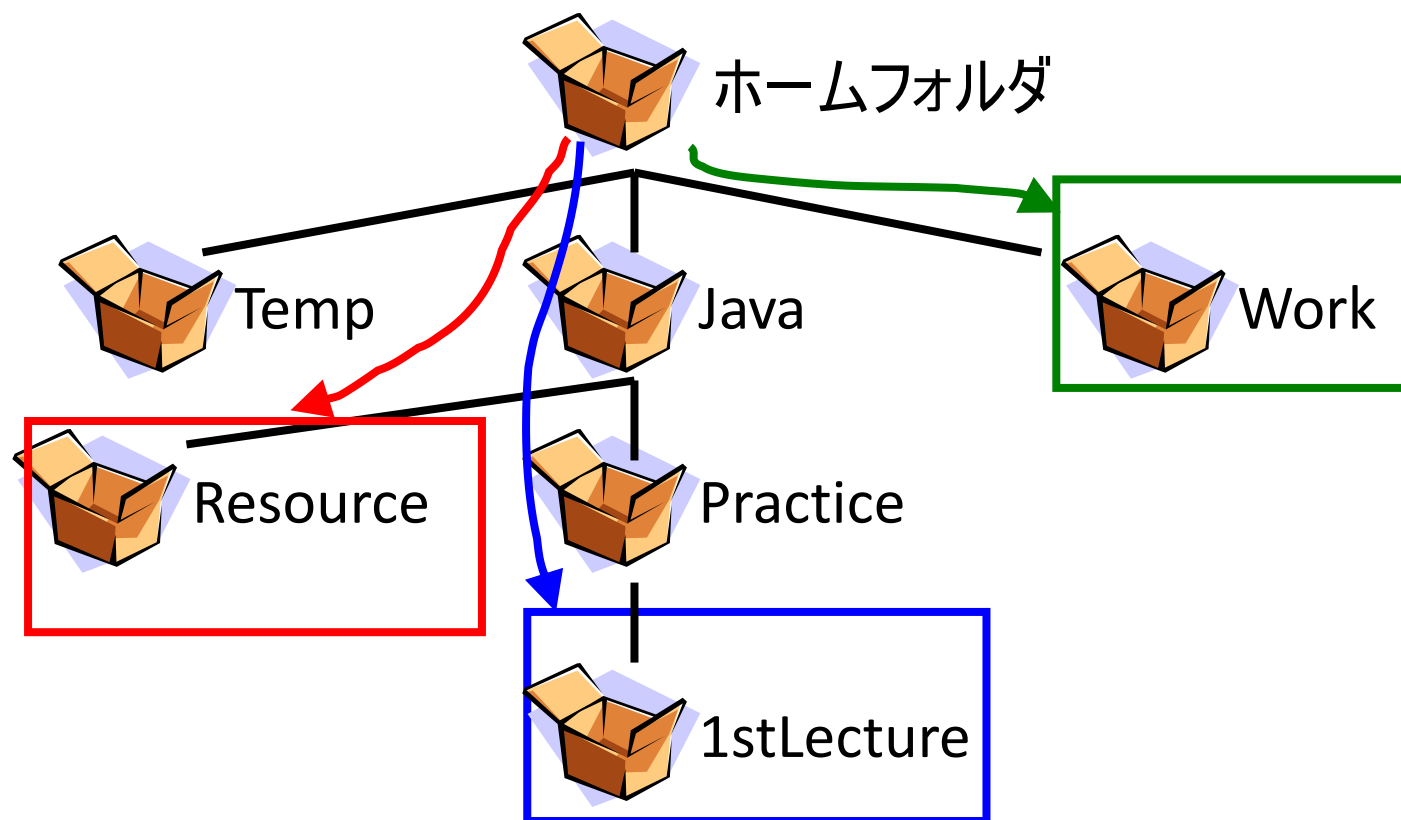 ホームフォルダ
Temp
Java
Work
Resource
Practice
1stLecture